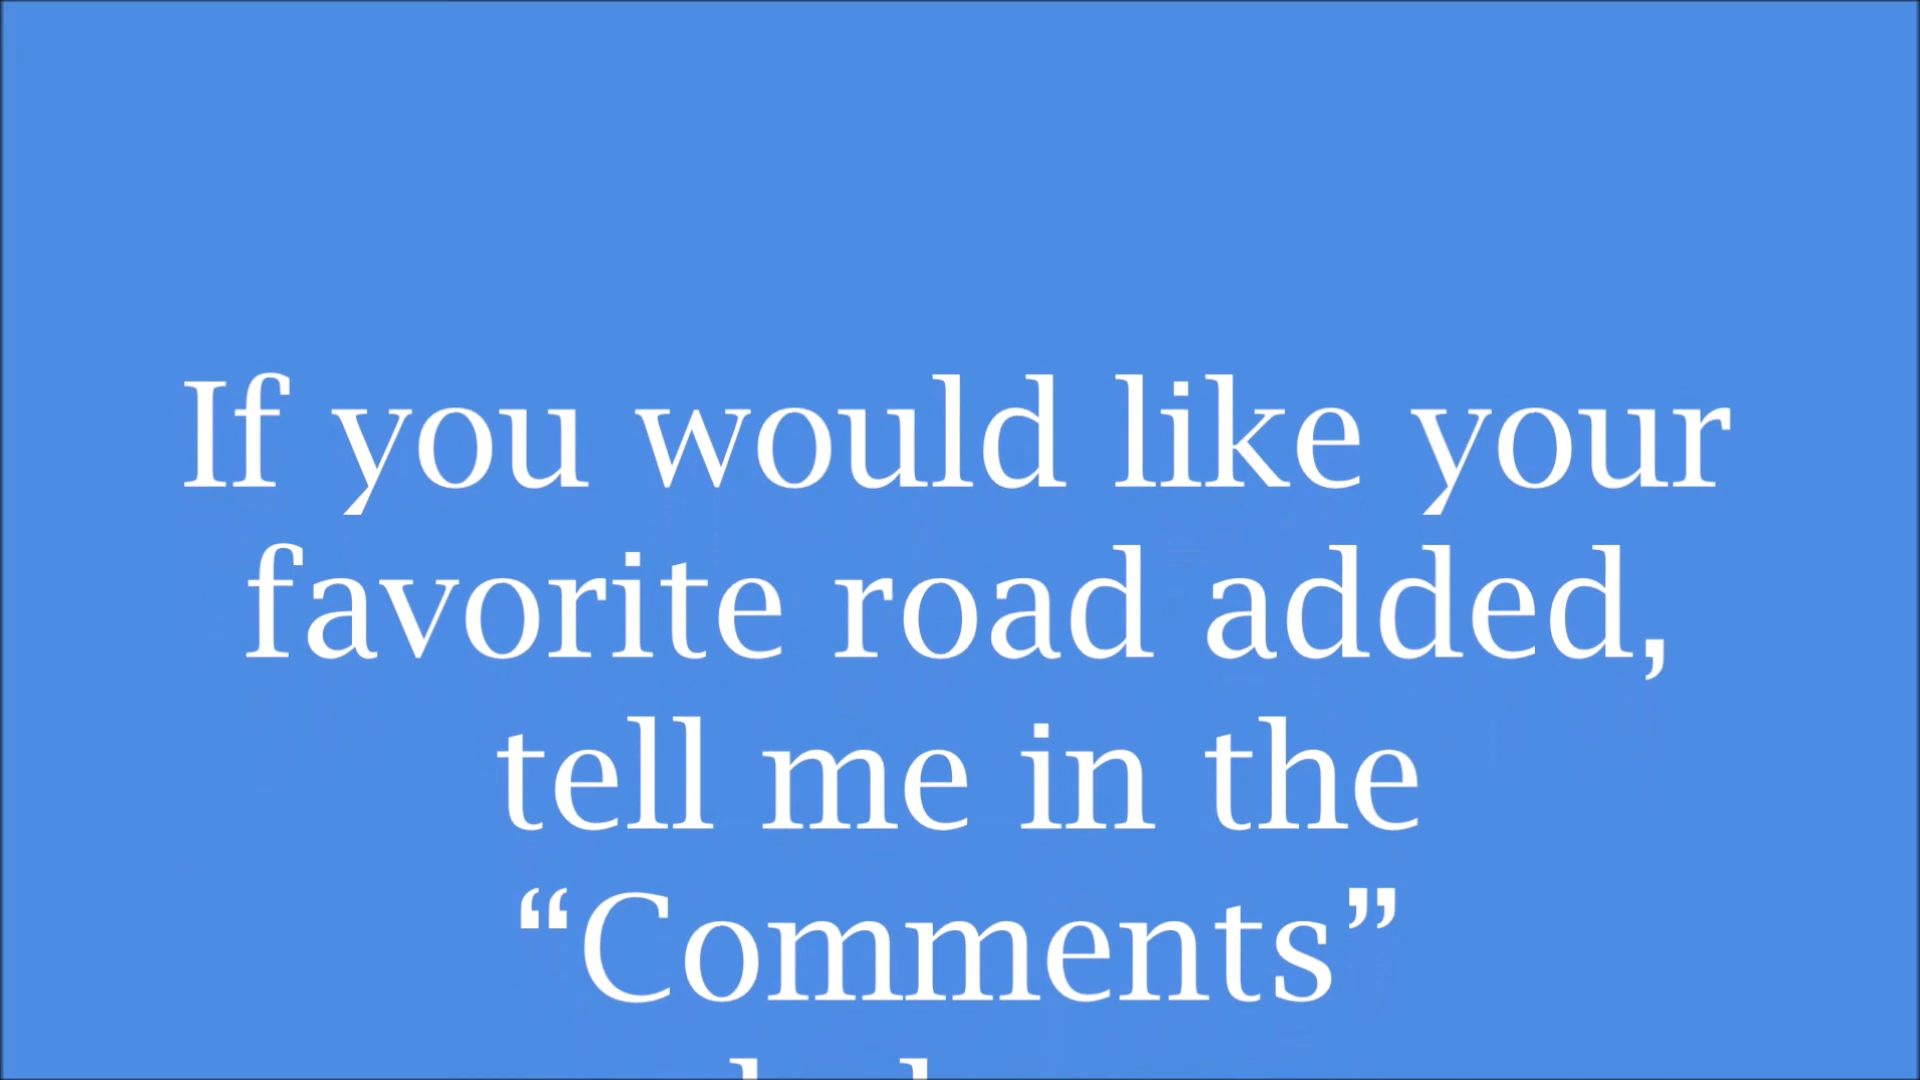 If you would like your
favorite road added,
tell me in the
“Comments”